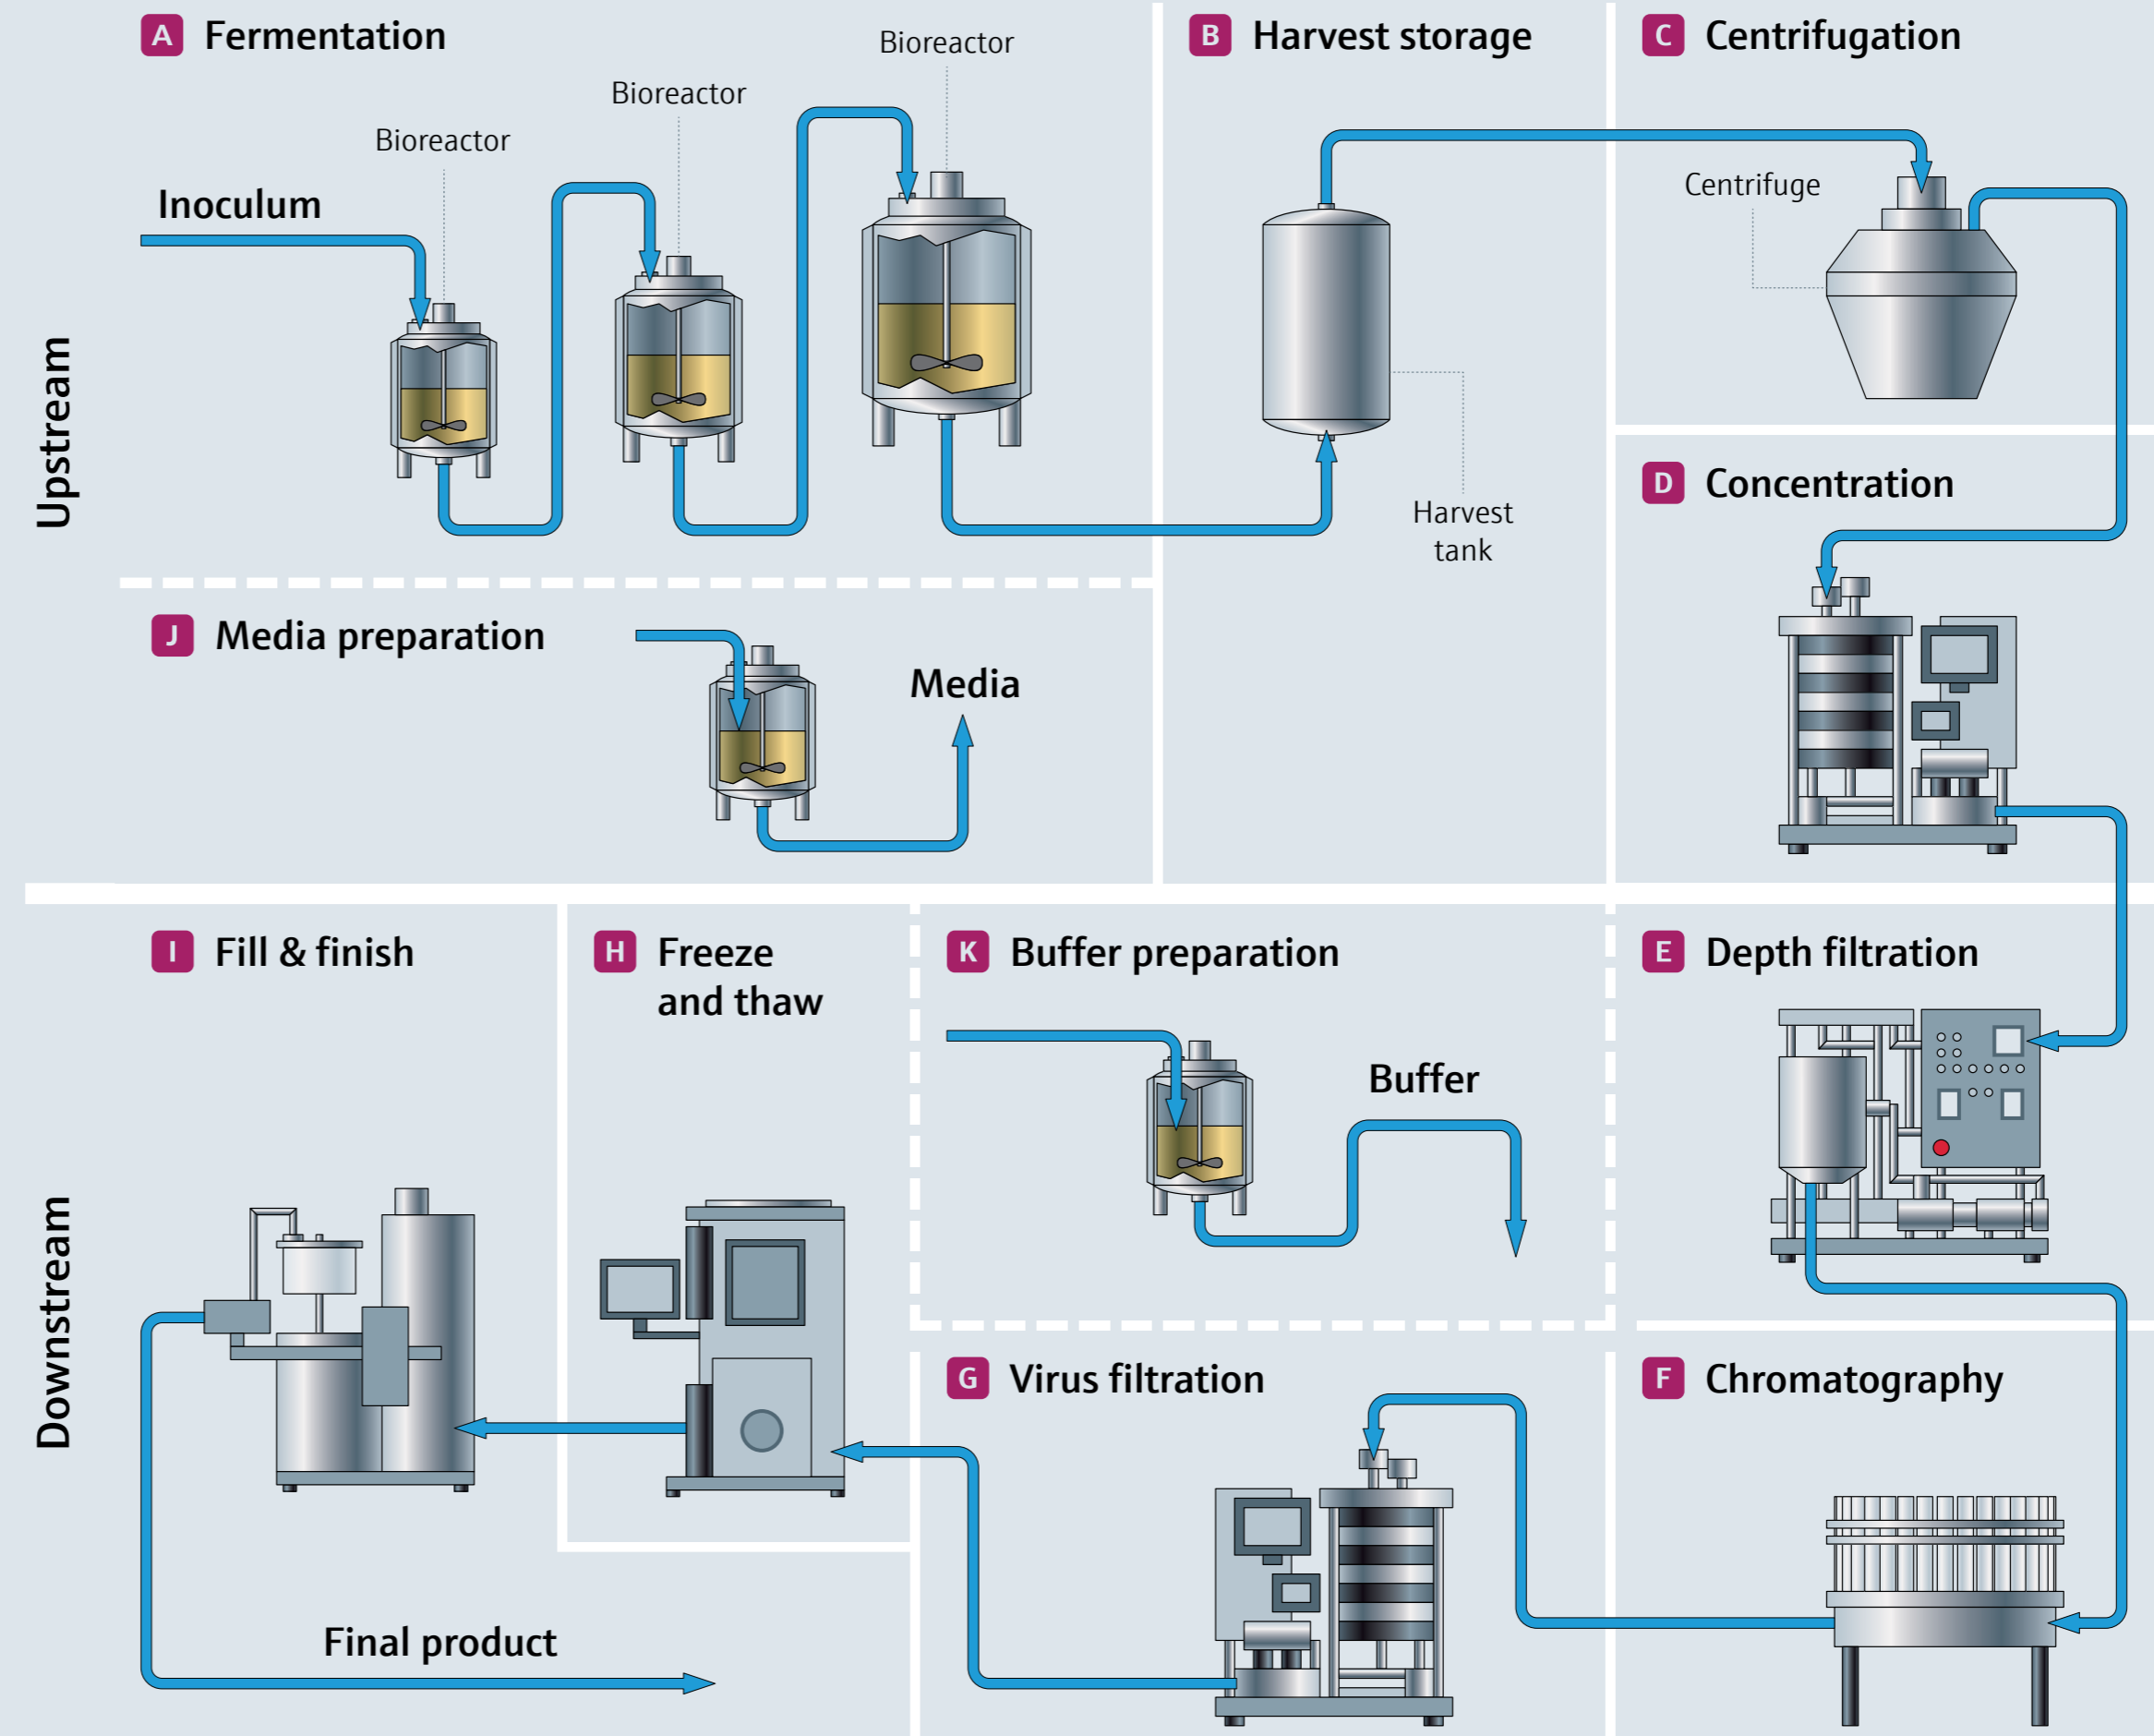 A Fermentation
Bioreactor
Bioreactor
Bioreactor
Inoculum
B Harvest storage
Harvest
tank
C Centrifugation
Centrifuge
D Concentration
Upstream
J Media preparation
Media
I Fill & finish
H Freeze
and thaw
K Buffer preparation
Buffer
E Depth filtration
Downstream
G Virus filtration
F Chromatography
Final product